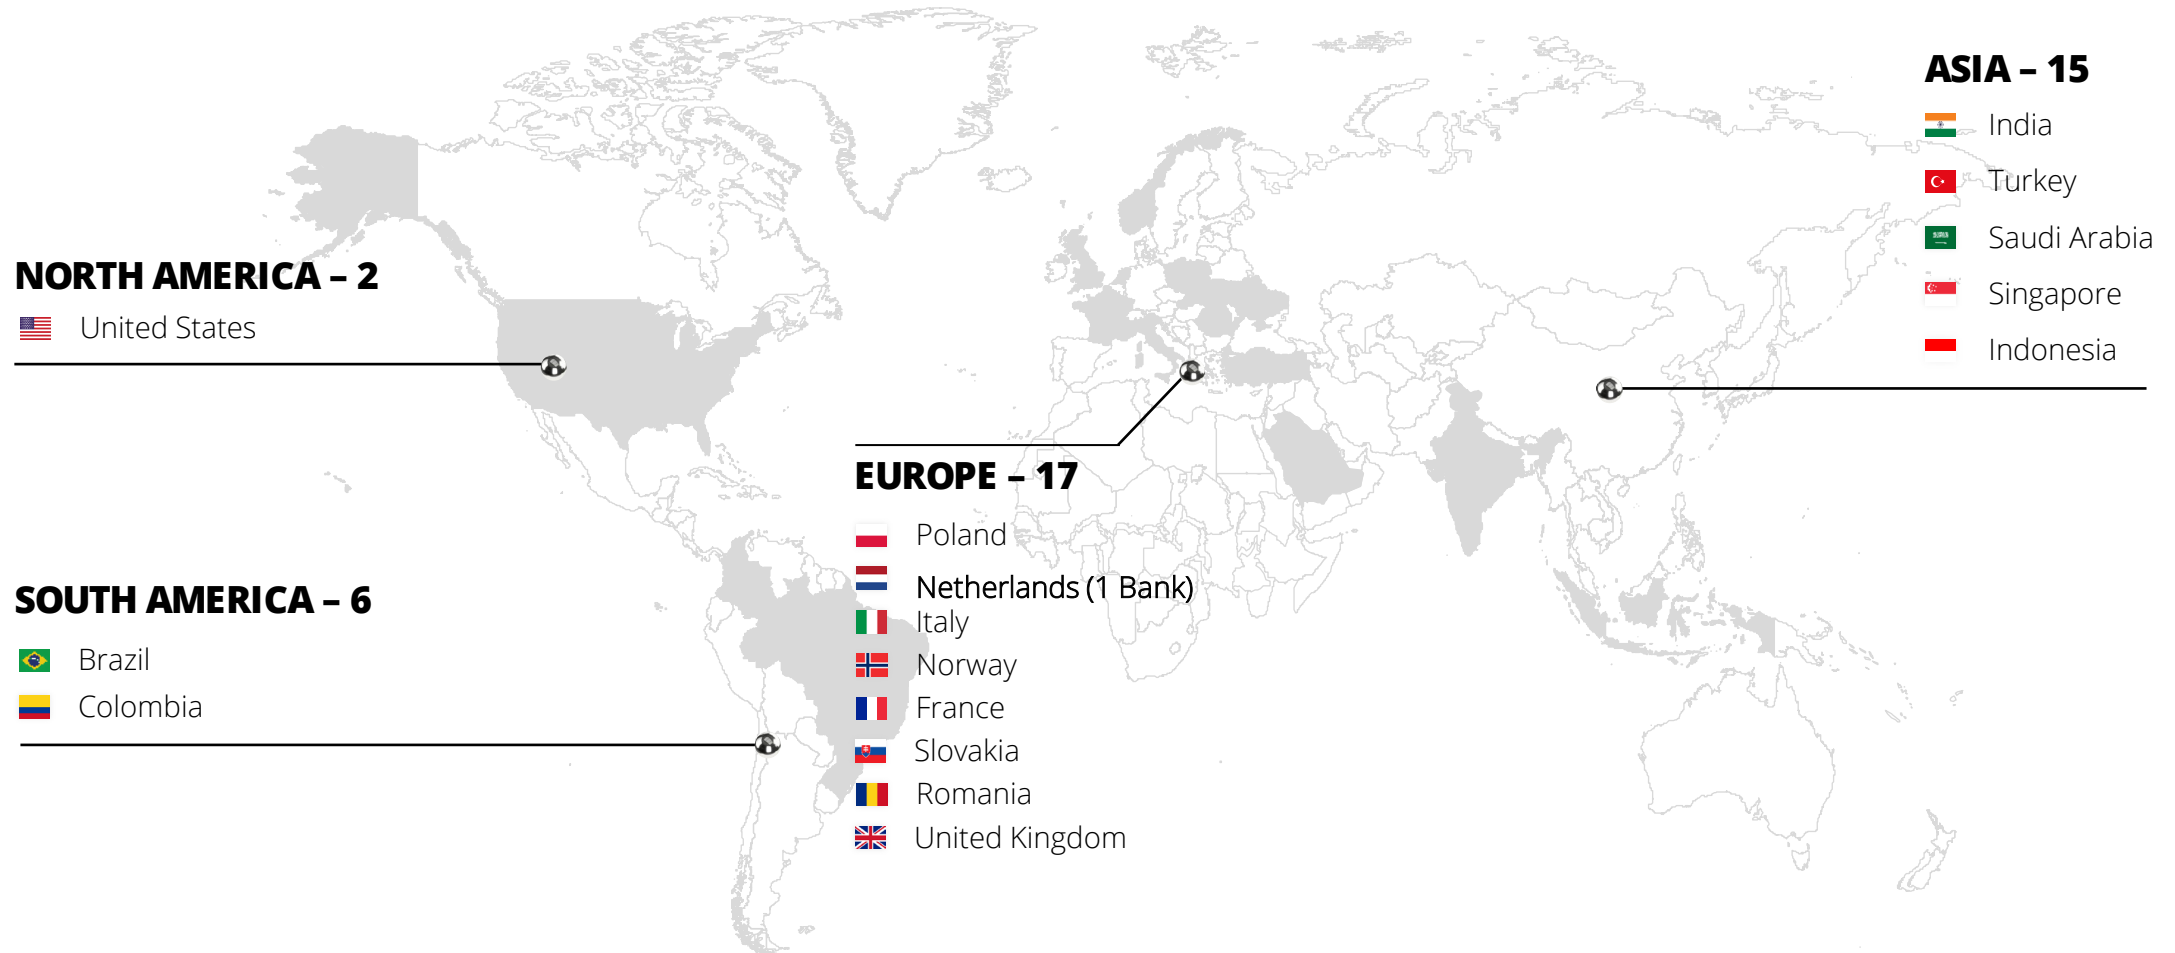 NORTH AMERICA – 2
United States
SOUTH AMERICA – 6
Brazil
Colombia
EUROPE – 17
Poland
Netherlands (1 Bank)
Italy
Norway
France
Slovakia
Romania
United Kingdom
ASIA – 15
India
Turkey
Saudi Arabia
Singapore
Indonesia